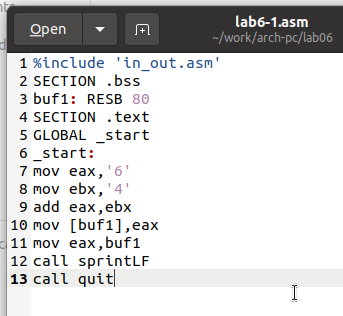 Open
lab6-1.asm
~/work/arch-pc/lab06
1 %include 'in_out.asm'
2 SECTION .bss
3 buf1: RESB 80
4 SECTION .text
5 GLOBAL _start
6 _start:
7 mov eax,'6'
8 mov ebx,'4'
9 add eax,ebx
10 mov [buf1],eax
11 mov eax,buf1
12 call sprintLF
13 call quit